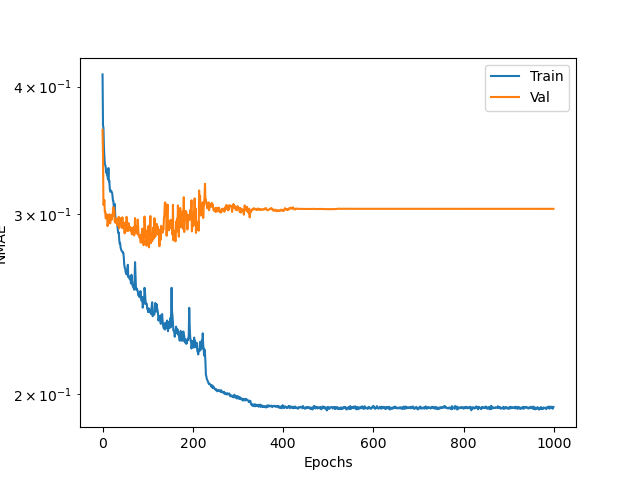 Train
Val
4 × 10⁻¹
3 × 10⁻¹
2 × 10⁻¹
NMAE
0 200 400 600 800 1000
Epochs